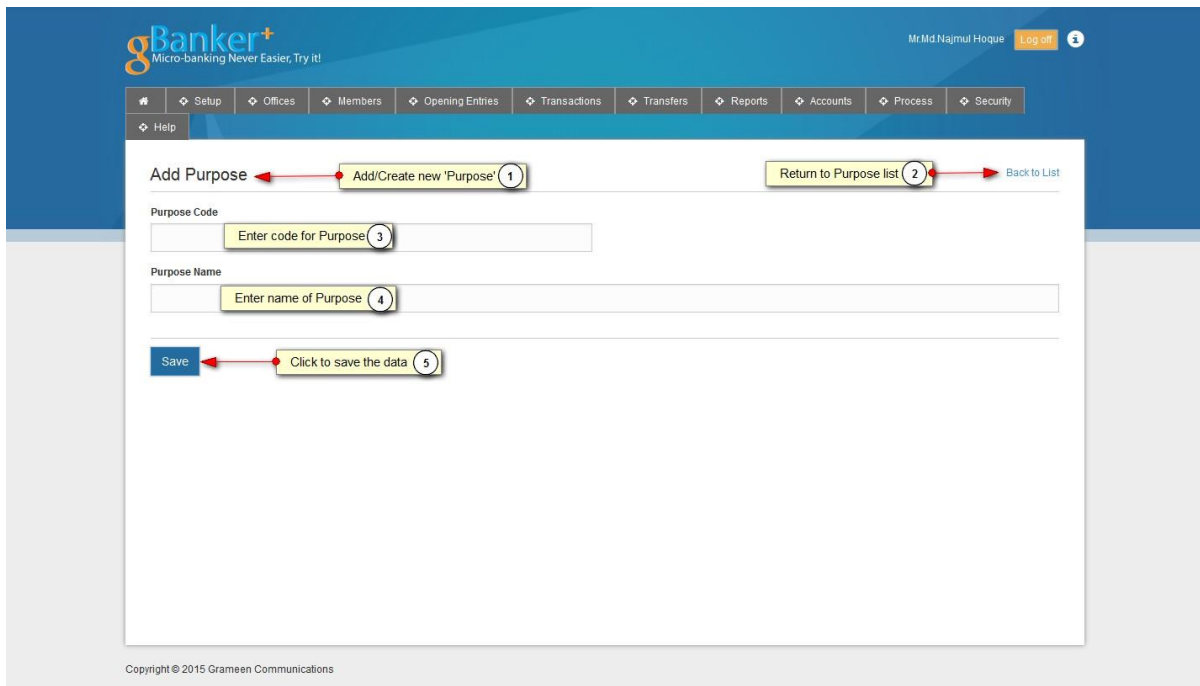 gBanker+
Micro-banking Never Easier, Try it!
Mr.Md.Najmul Hoque Log off i
Setup Offices Members Opening Entries Transactions Transfers Reports Accounts Process Security
Help
Add Purpose Add/Create new 'Purpose' 1 Return to Purpose list 2 Back to List
Purpose Code
Enter code for Purpose 3
Purpose Name
Enter name of Purpose 4
Save Click to save the data 5
Copyright © 2015 Grameen Communications